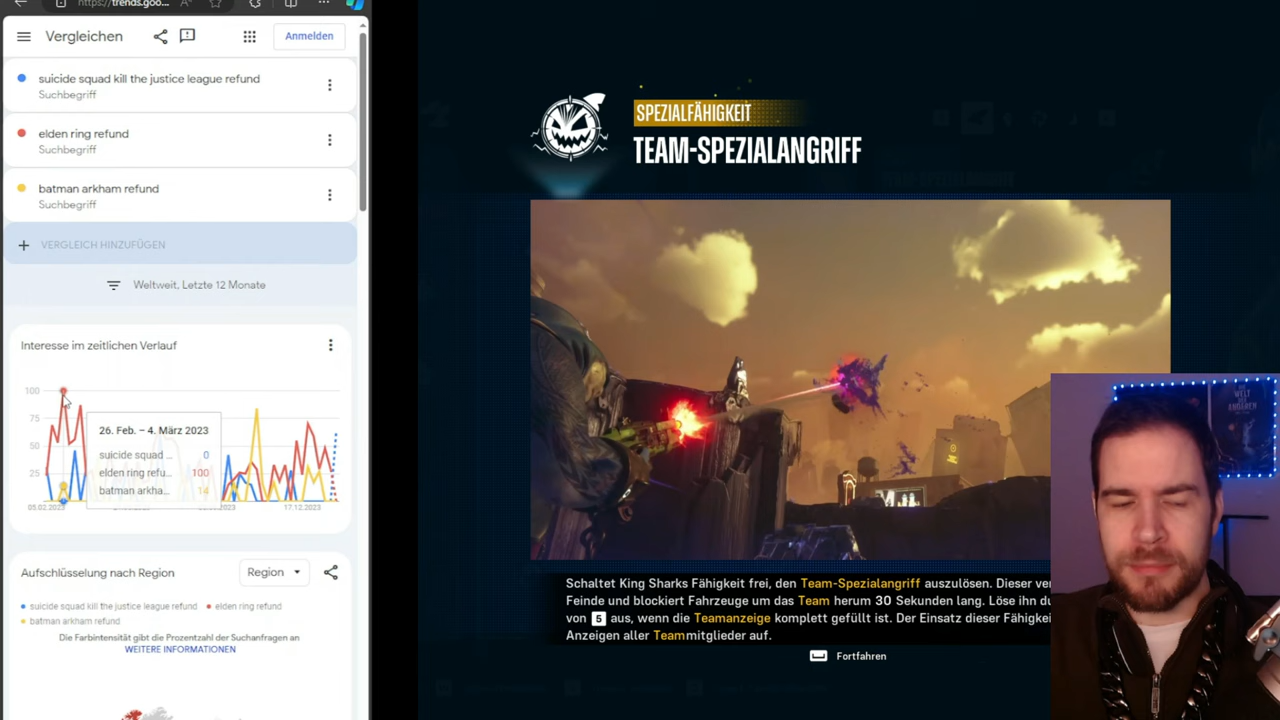 https://trends.goo...
Vergleichen
Anmelden
suicide squad kill the justice league refund
Suchbegriff
elden ring refund
Suchbegriff
batman arkham refund
Suchbegriff
+ VERGLEICH HINZUFÜGEN
Weltweit, Letzte 12 Monate
Interesse im zeitlichen Verlauf
100
75
50
25
26. Feb. – 4. März 2023
suicide squad ... 0
elden ring refu... 100
batman arkha... 14
05.02.2023
17.12.2023
Aufschlüsselung nach Region
Region
suicide squad kill the justice league refund
elden ring refund
batman arkham refund
Die Farbintensität gibt die Prozentzahl der Suchanfragen an
WEITERE INFORMATIONEN
SPEZIALFÄHIGKEIT
TEAM-SPEZIALANGRIFF
Schaltet King Sharks Fähigkeit frei, den Team-Spezialangriff auszulösen. Dieser
Feinde und blockiert Fahrzeuge um das Team herum 30 Sekunden lang. Löse ihn
von 5 aus, wenn die Teamanzeige komplett gefüllt ist. Der Einsatz dieser
Anzeigen aller Teammitglieder auf.
Fortfahren